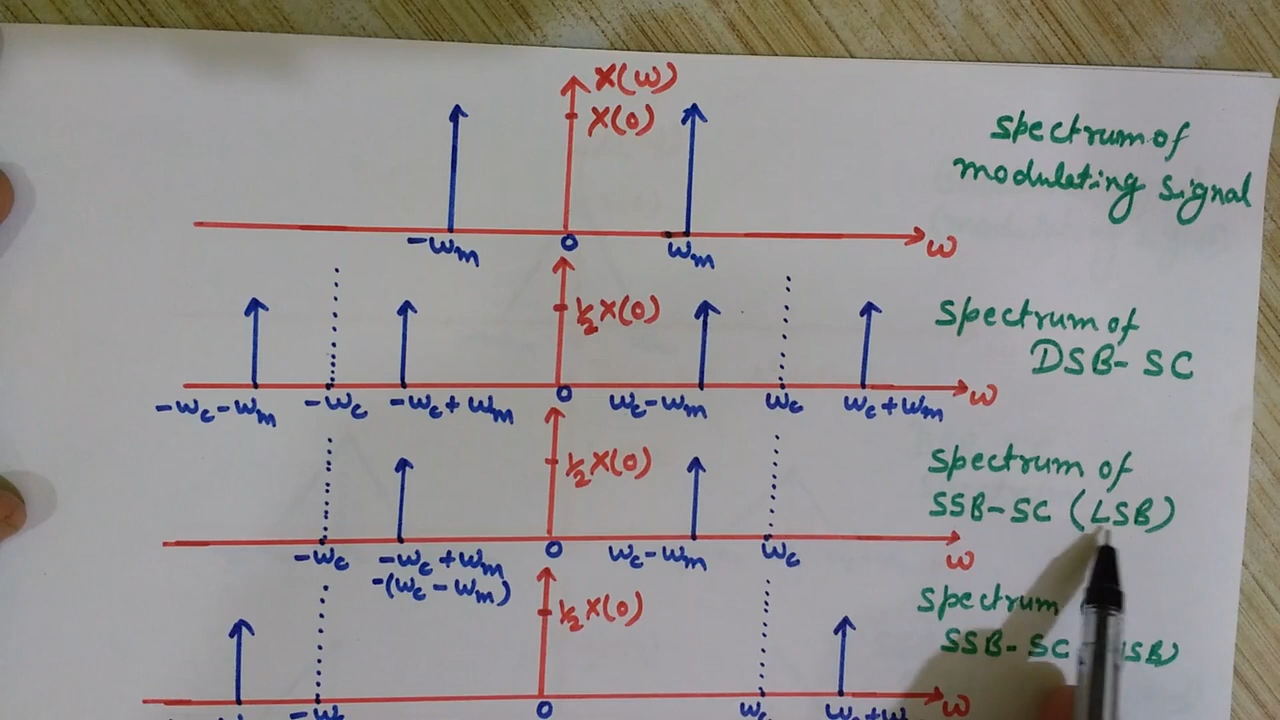 X(ω)
X(0)
spectrum of
modulating signal
-ωm 0 ωm ω
½X(0)
spectrum of
DSB-SC
-ωc-ωm -ωc -ωc+ωm 0 ωc-ωm ωc ωc+ωm ω
½X(0)
spectrum of
SSB-SC (LSB)
-ωc -ωc+ωm 0 ωc-ωm ωc ω
-(ωc-ωm)
½X(0)
spectrum
SSB-SC
0 ωc ω